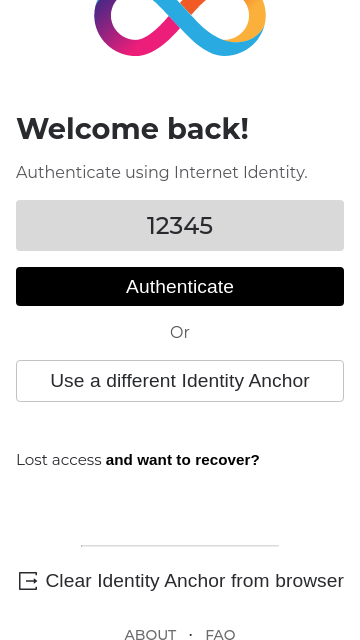 Welcome back!
Authenticate using Internet Identity.
12345
Authenticate
Or
Use a different Identity Anchor
Lost access and want to recover?
Clear Identity Anchor from browser
ABOUT · FAQ